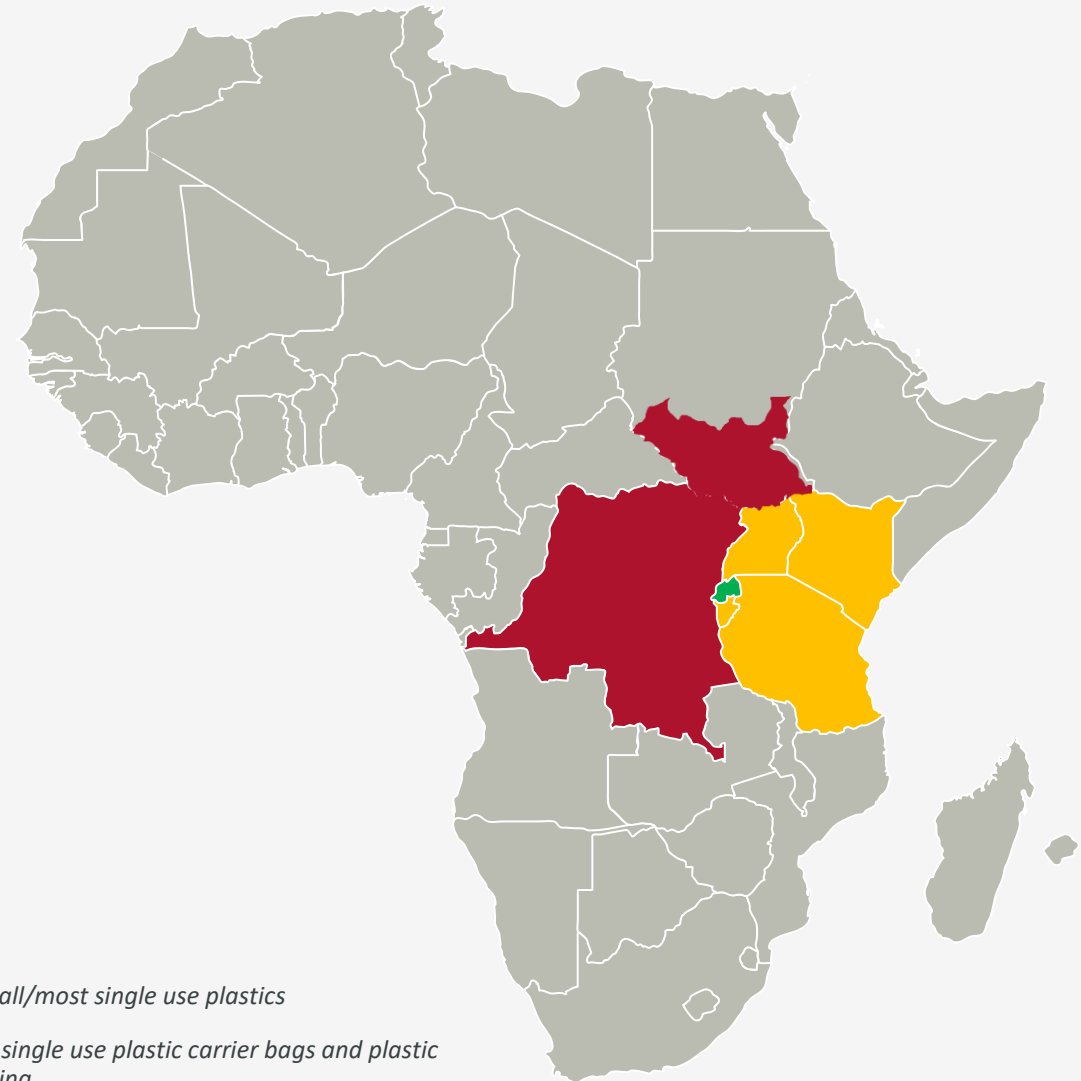 all/most single use plastics
single use plastic carrier bags and plastic